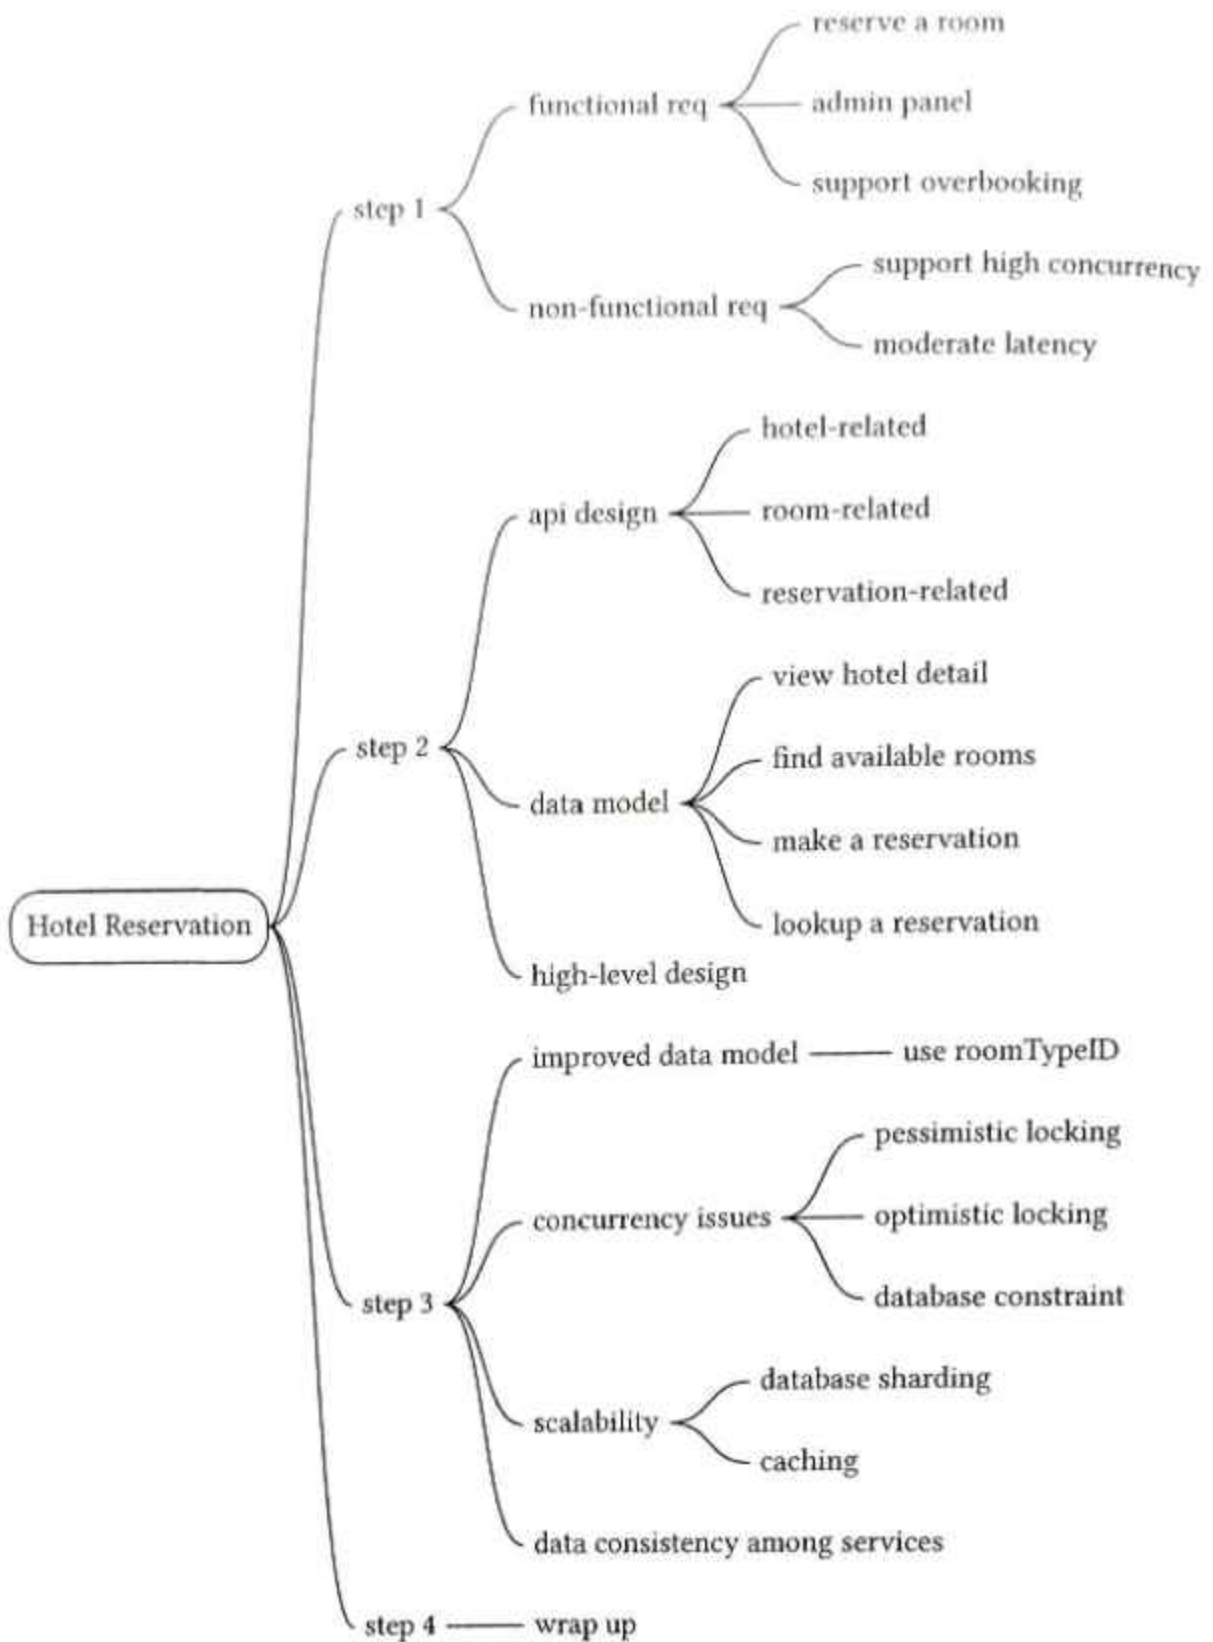 reserve a room
functional req
admin panel
support overbooking
step 1
support high concurrency
non-functional req
moderate latency
hotel-related
api design
room-related
reservation-related
view hotel detail
step 2
find available rooms
data model
make a reservation
Hotel Reservation
lookup a reservation
high-level design
improved data model
use roomTypeID
pessimistic locking
concurrency issues
optimistic locking
step 3
database constraint
database sharding
scalability
caching
data consistency among services
step 4
wrap up